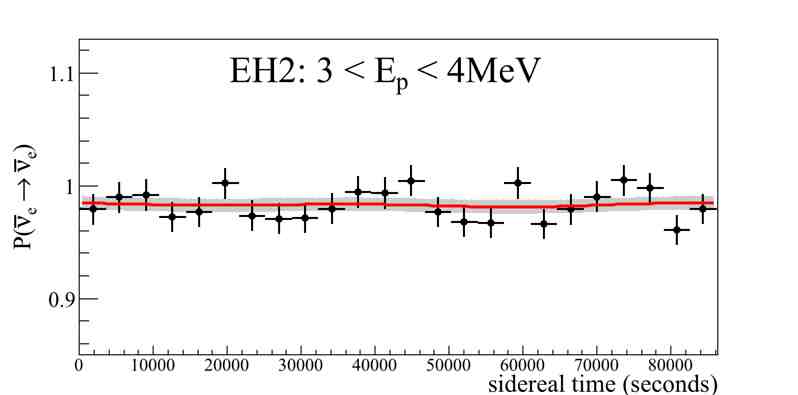 EH2: 3 < Eₚ < 4MeV
P(ν̅ₑ → ν̅ₑ)
1.1
1
0.9
0 10000 20000 30000 40000 50000 60000 70000 80000
sidereal time (seconds)